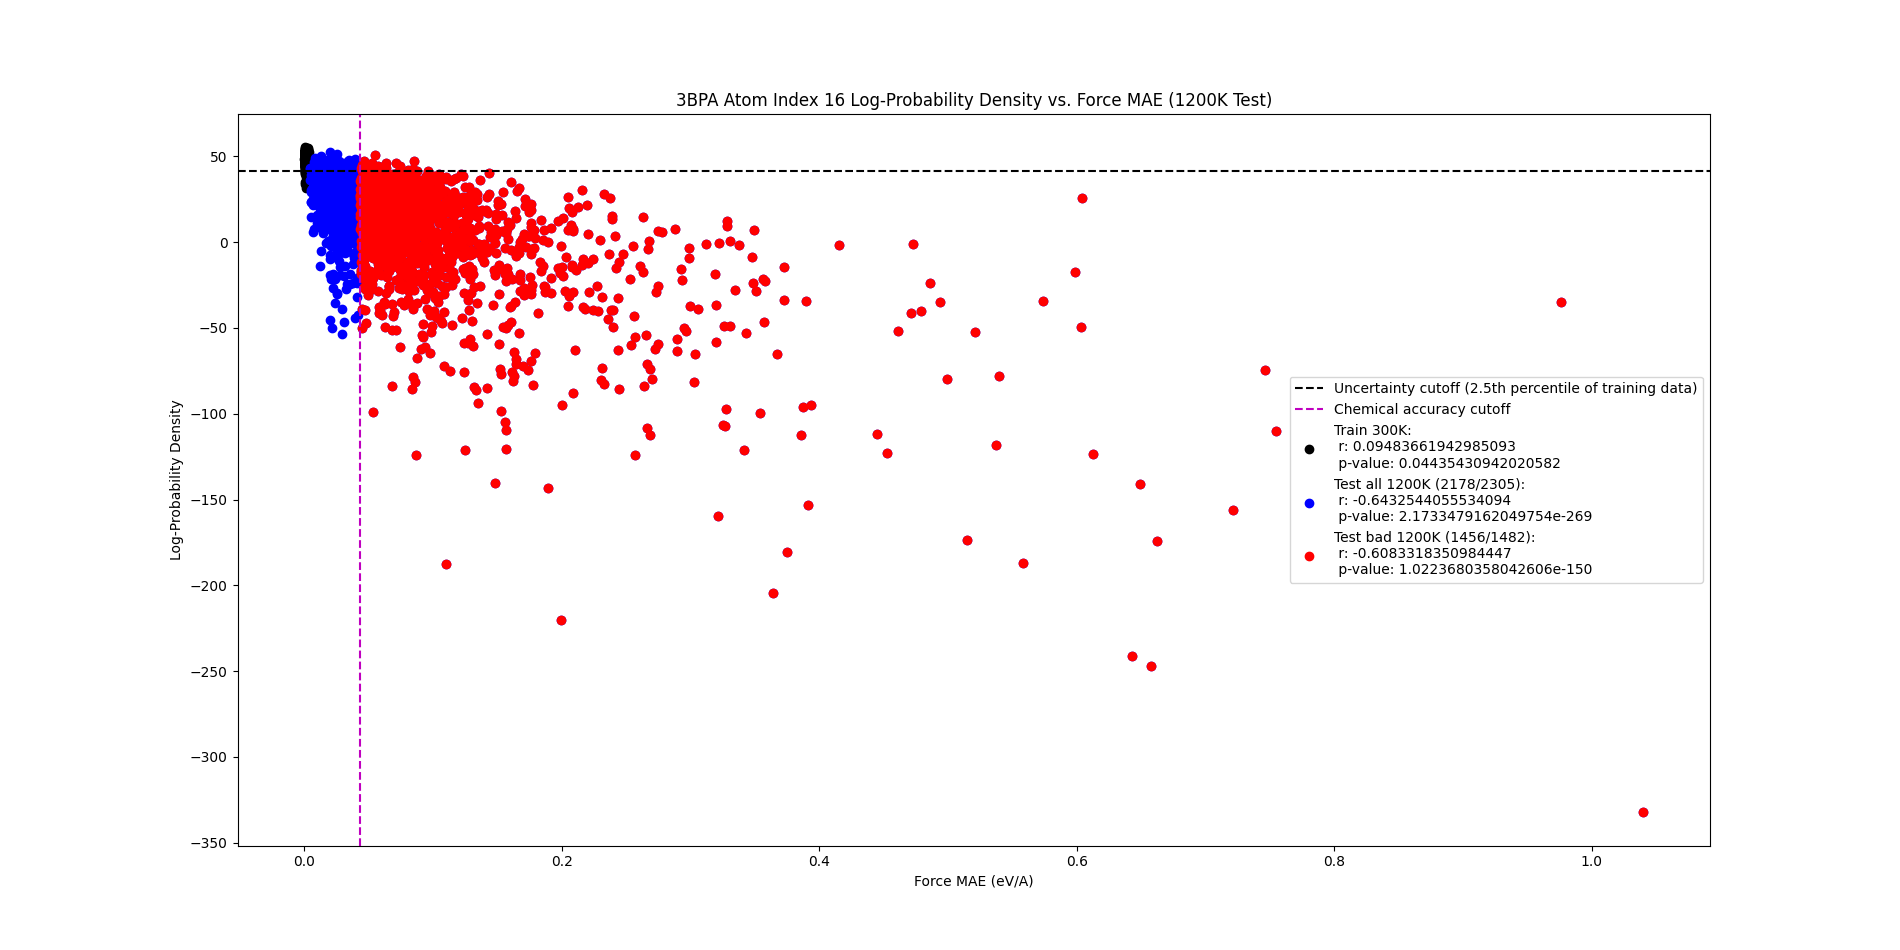 3BPA Atom Index 16 Log-Probability Density vs. Force MAE (1200K Test)
Log-Probability Density
50
0
−50
−100
−150
−200
−250
−300
−350
Uncertainty cutoff (2.5th percentile of training data)
Chemical accuracy cutoff
Train 300K:
r: 0.09483661942985093
p-value: 0.04435430942020582
Test all 1200K (2178/2305):
r: -0.6432544055534094
p-value: 2.1733479162049754e-269
Test bad 1200K (1456/1482):
r: -0.6083318350984447
p-value: 1.0223680358042606e-150
0.0 0.2 0.4 0.6 0.8 1.0
Force MAE (eV/A)